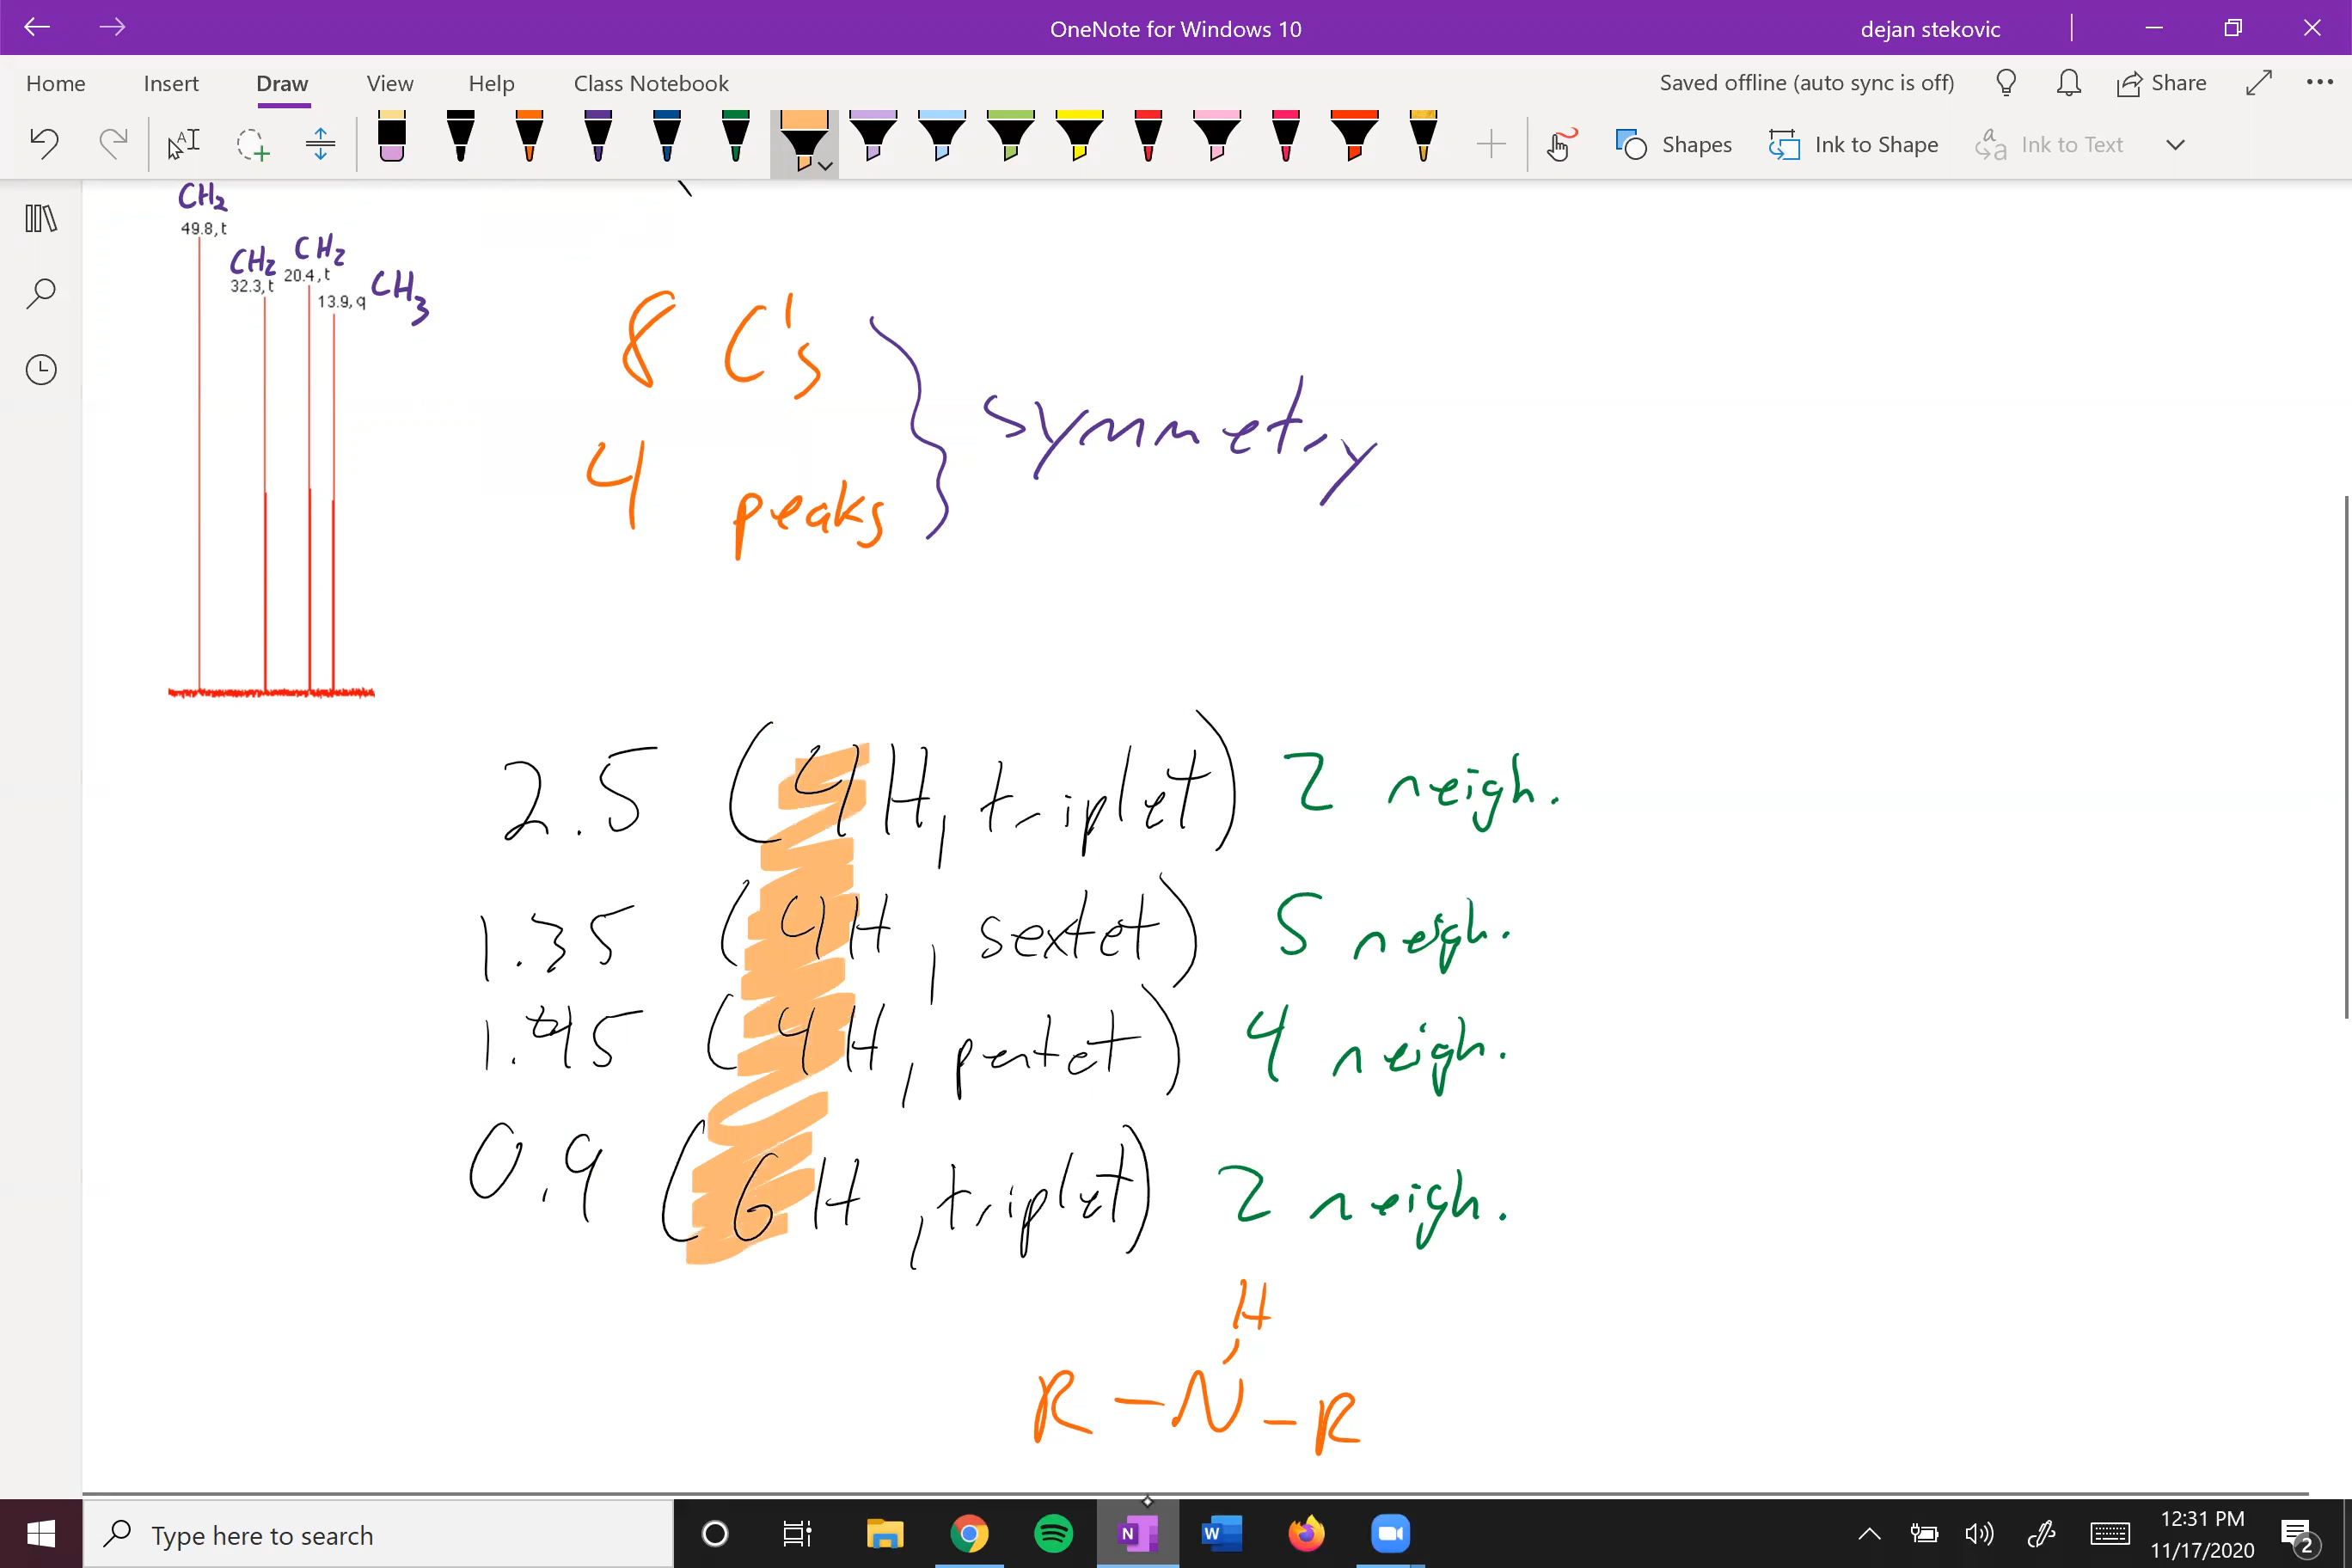 OneNote for Windows 10
dejan stekovic
Home Insert Draw View Help Class Notebook
Saved offline (auto sync is off)
Share
Shapes
Ink to Shape
Ink to Text
CH2
49.8,t
CH2
32.3,t
CH2
20.4,t
CH3
13.9,q
8 C's
4 peaks
symmetry
2.5 (4H, triplet) 2 neigh.
1.35 (4H, sextet) 5 neigh.
1.45 (4H, pentet) 4 neigh.
0.9 (6H, triplet) 2 neigh.
H
R-N-R
Type here to search
N
W
12:31 PM
11/17/2020
2